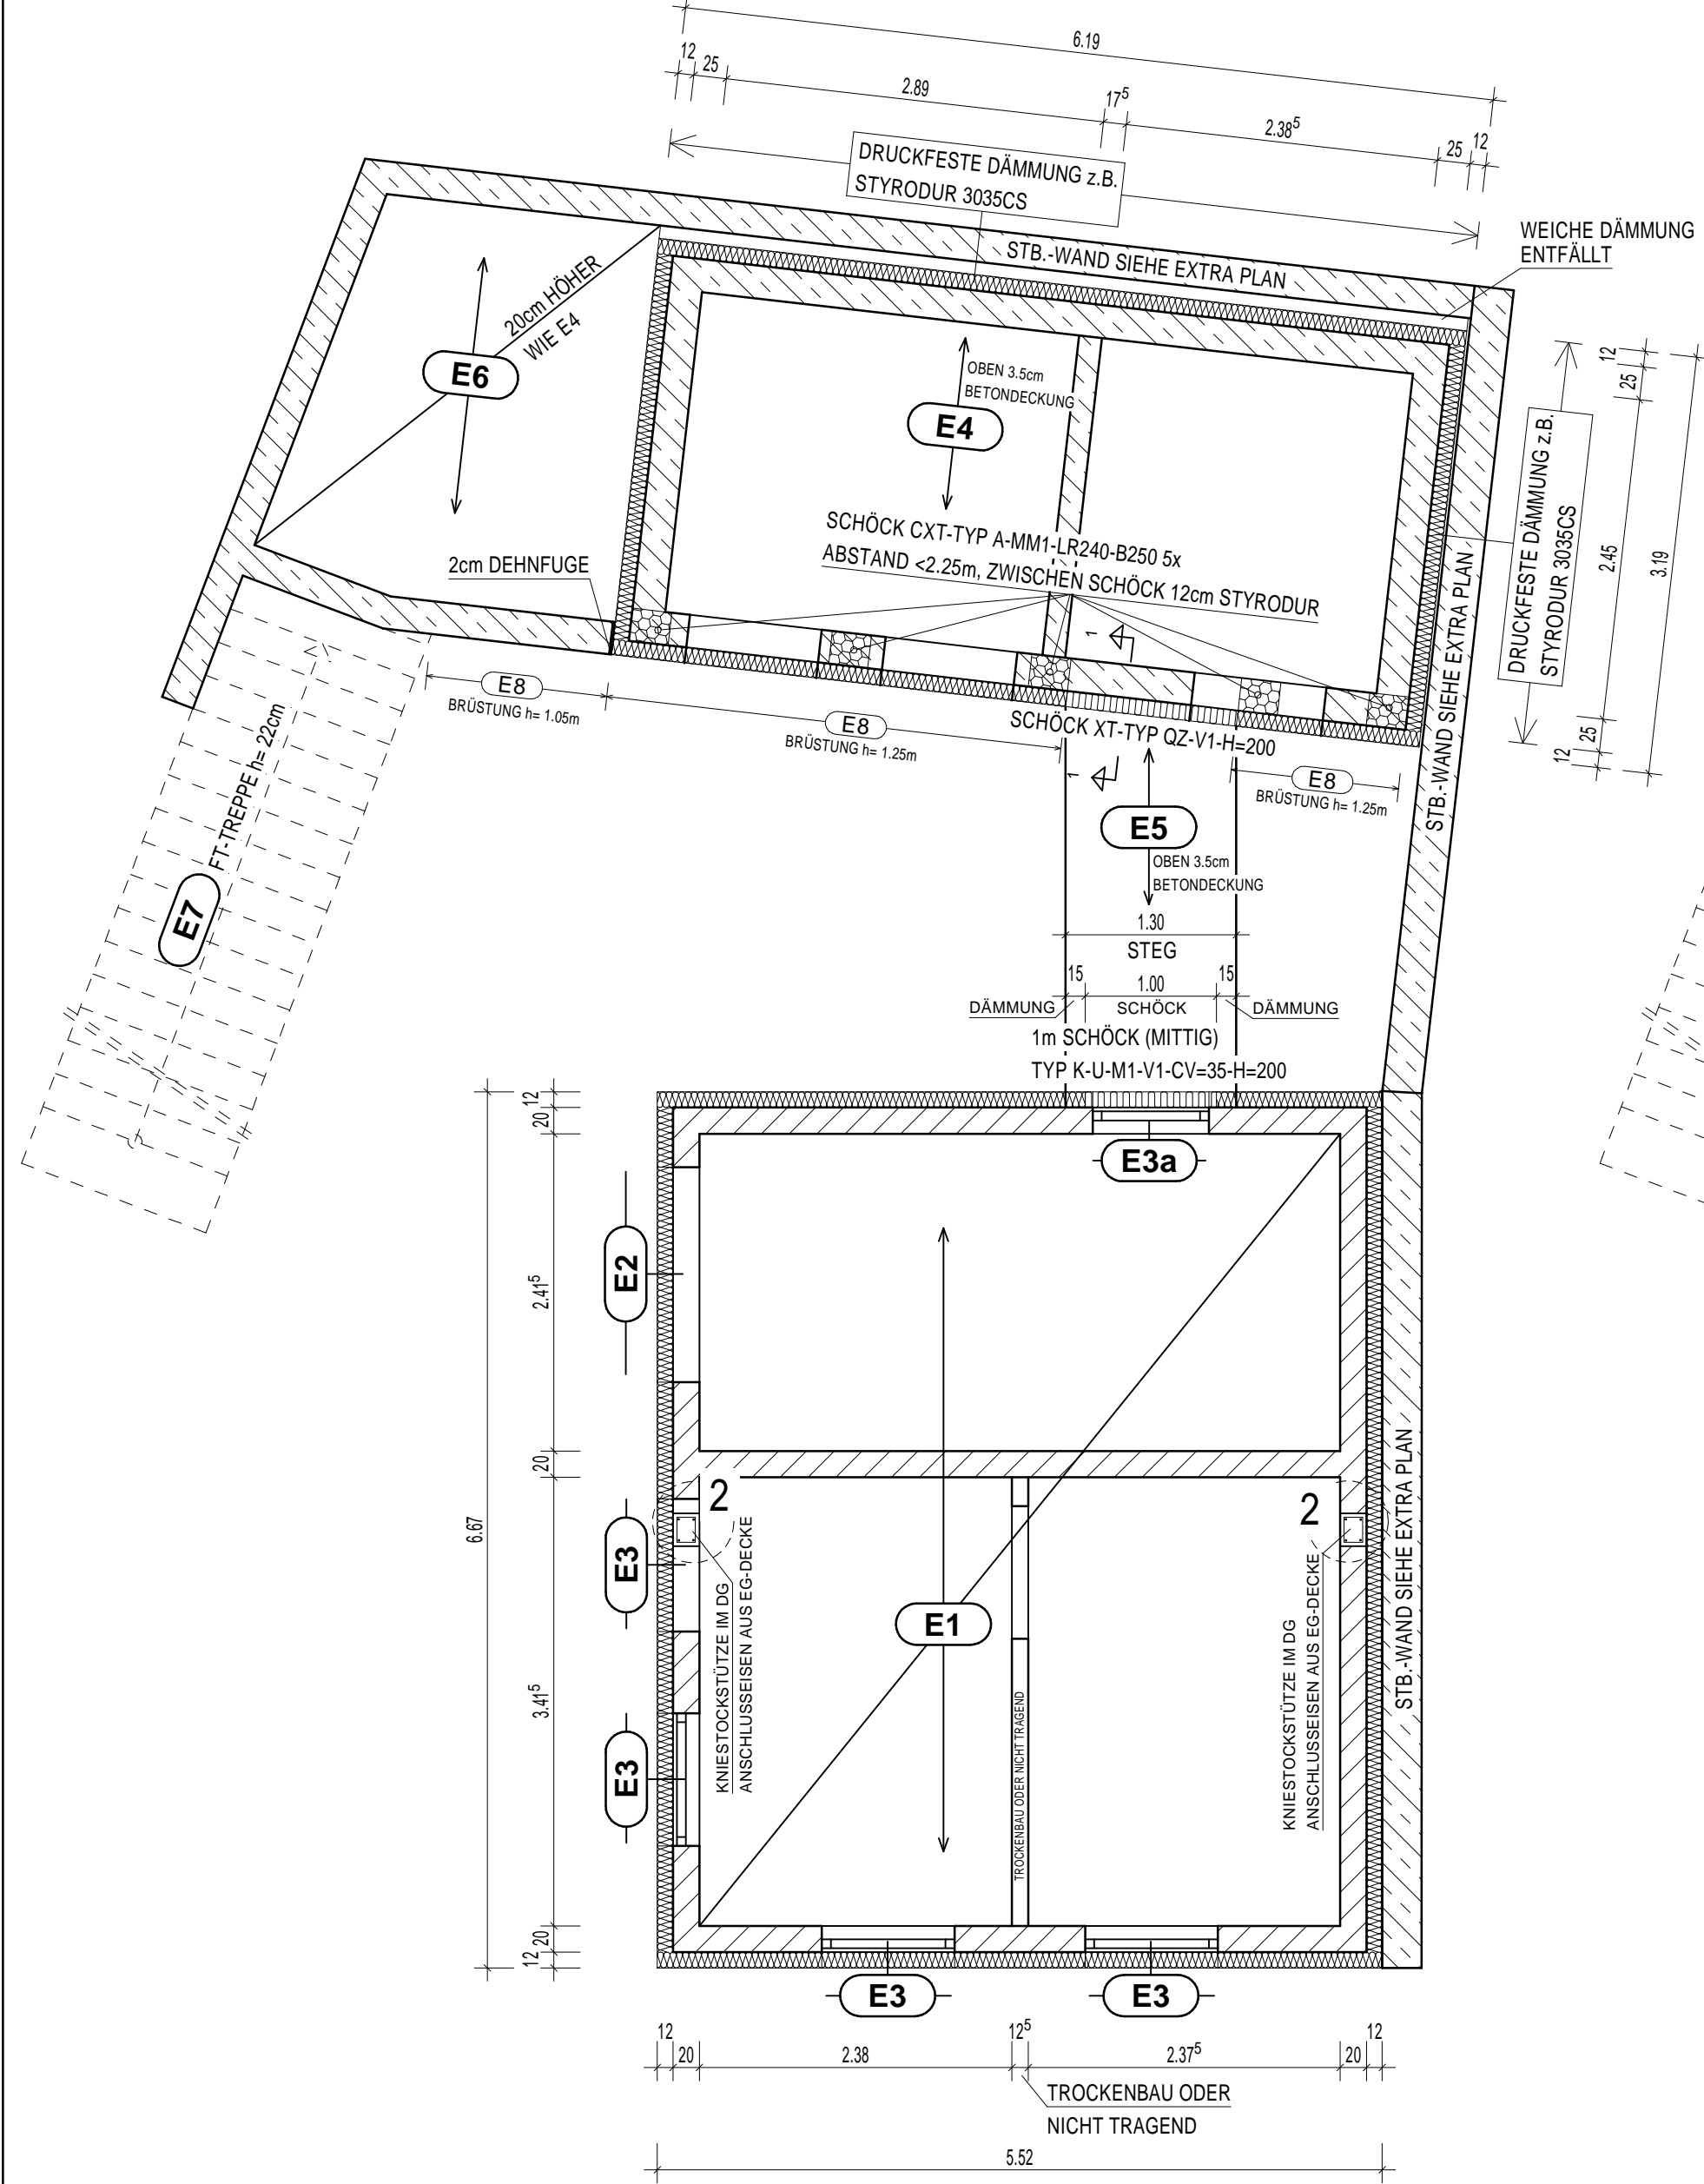 6.19
12 25 2.89 17⁵ 2.38⁵ 25 12
DRUCKFESTE DÄMMUNG z.B.
STYRODUR 3035CS
WEICHE DÄMMUNG
ENTFÄLLT
STB.-WAND SIEHE EXTRA PLAN
20cm HÖHER
WIE E4
E6
OBEN 3.5cm
BETONDECKUNG
E4
12
25
2.45
3.19
25
12
DRUCKFESTE DÄMMUNG z.B.
STYRODUR 3035CS
STB.-WAND SIEHE EXTRA PLAN
SCHÖCK CXT-TYP A-MM1-LR240-B250 5x
ABSTAND <2.25m, ZWISCHEN SCHÖCK 12cm STYRODUR
2cm DEHNFUGE
1
E8
BRÜSTUNG h= 1.05m
E8
BRÜSTUNG h= 1.25m
SCHÖCK XT-TYP QZ-V1-H=200
1
E8
BRÜSTUNG h= 1.25m
FT-TREPPE h= 22cm
E7
E5
OBEN 3.5cm
BETONDECKUNG
1.30
STEG
15 1.00 15
DÄMMUNG SCHÖCK DÄMMUNG
1m SCHÖCK (MITTIG)
TYP K-U-M1-V1-CV=35-H=200
12
20
E3a
E2
2.41⁵
20
2
2
6.67
E3
KNIESTOCKSTÜTZE IM DG
ANSCHLUSSEISEN AUS EG-DECKE
E1
KNIESTOCKSTÜTZE IM DG
ANSCHLUSSEISEN AUS EG-DECKE
STB.-WAND SIEHE EXTRA PLAN
3.41⁵
E3
TROCKENBAU ODER NICHT TRAGEND
20
12
E3
E3
12 20 2.38 12⁵ 2.37⁵ 20 12
TROCKENBAU ODER
NICHT TRAGEND
5.52